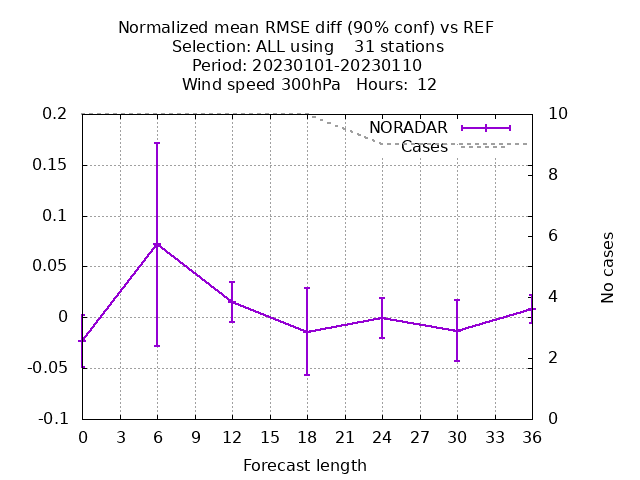 Normalized mean RMSE diff (90% conf) vs REF
Selection: ALL using    31 stations
Period: 20230101-20230110
Wind speed 300hPa   Hours:  12
0.2
0.15
0.1
0.05
0
-0.05
-0.1
10
8
6
4
2
0
NORADAR
Cases
No cases
0 3 6 9 12 15 18 21 24 27 30 33 36
Forecast length